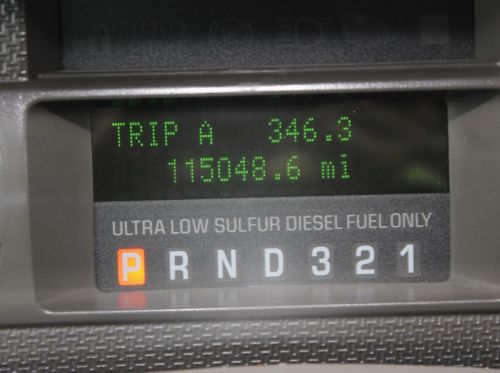 TRIP A 346.3
115048.6 mi
ULTRA LOW SULFUR DIESEL FUEL ONLY
P R N D 3 2 1